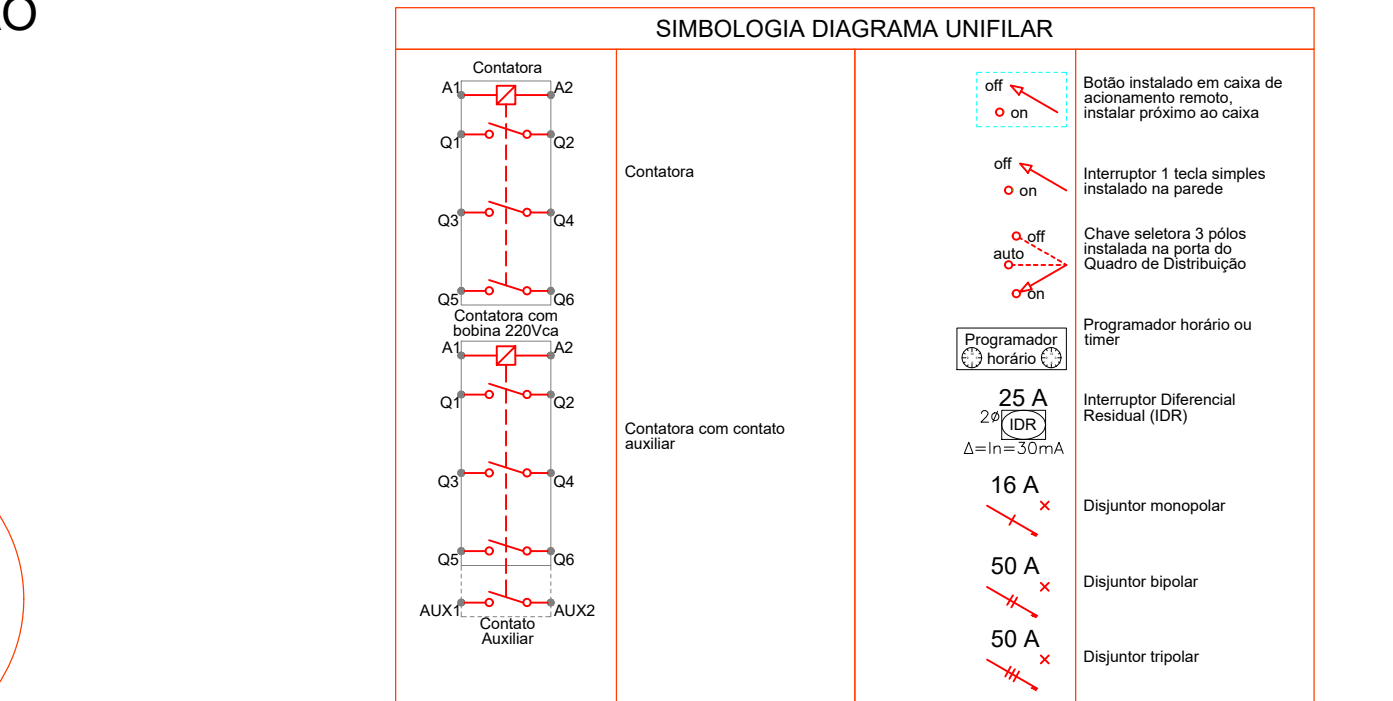 ÃO
SIMBOLOGIA DIAGRAMA UNIFILAR
Contatora
A1 A2
Q1 Q2
Q3 Q4
Q5 Q6
Contatora
Contatora com
bobina 220Vca
A1 A2
Q1 Q2
Q3 Q4
Q5 Q6
AUX1 AUX2
Contato
Auxiliar
Contatora com contato
auxiliar
off
on
Botão instalado em caixa de
acionamento remoto,
instalar próximo ao caixa
off
on
Interruptor 1 tecla simples
instalado na parede
off
auto
on
Chave seletora 3 pólos
instalada na porta do
Quadro de Distribuição
Programador
horário
Programador horário ou
timer
25 A
2ø IDR
Δ=In=30mA
Interruptor Diferencial
Residual (IDR)
16 A
Disjuntor monopolar
50 A
Disjuntor bipolar
50 A
Disjuntor tripolar